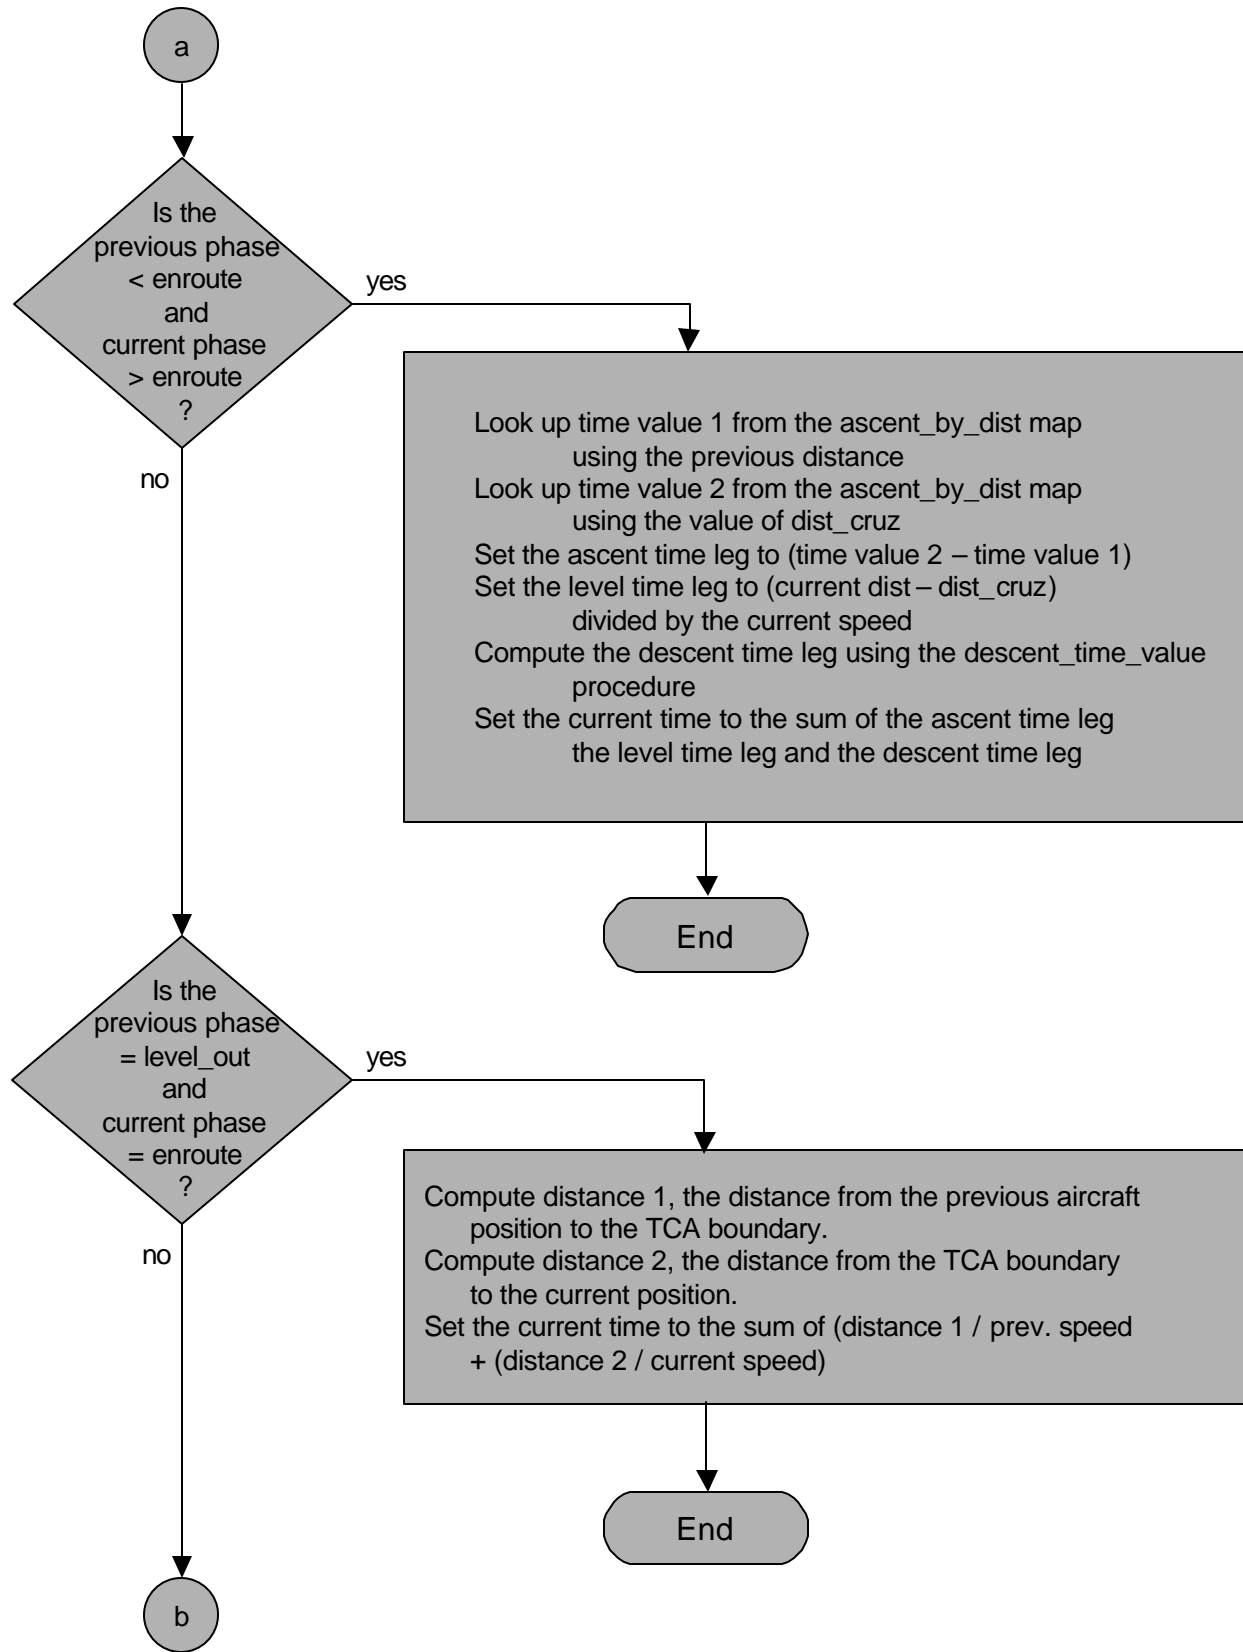 a
Is the
previous phase
< enroute
and
current phase
> enroute
?
yes
no
Look up time value 1 from the ascent_by_dist map
using the previous distance
Look up time value 2 from the ascent_by_dist map
using the value of dist_cruz
Set the ascent time leg to (time value 2 – time value 1)
Set the level time leg to (current dist – dist_cruz)
divided by the current speed
Compute the descent time leg using the descent_time_value
procedure
Set the current time to the sum of the ascent time leg
the level time leg and the descent time leg
End
Is the
previous phase
= level_out
and
current phase
= enroute
?
yes
no
Compute distance 1, the distance from the previous aircraft
position to the TCA boundary.
Compute distance 2, the distance from the TCA boundary
to the current position.
Set the current time to the sum of (distance 1 / prev. speed
+ (distance 2 / current speed)
End
b